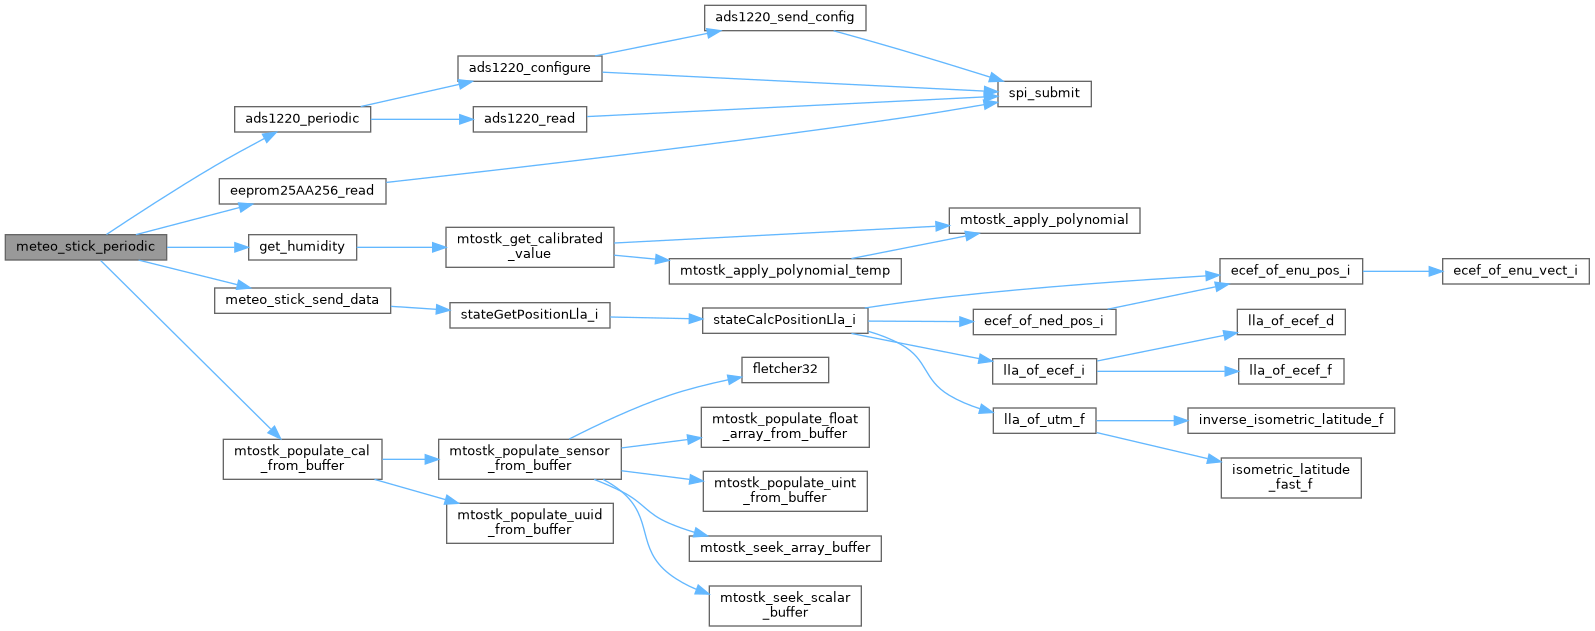 ads1220_send_config
ads1220_configure
spi_submit
ads1220_periodic
ads1220_read
eeprom25AA256_read
meteo_stick_periodic
get_humidity
mtostk_get_calibrated
_value
mtostk_apply_polynomial
mtostk_apply_polynomial_temp
meteo_stick_send_data
stateGetPositionLla_i
stateCalcPositionLla_i
ecef_of_enu_pos_i
ecef_of_enu_vect_i
ecef_of_ned_pos_i
lla_of_ecef_d
lla_of_ecef_i
lla_of_ecef_f
lla_of_utm_f
inverse_isometric_latitude_f
isometric_latitude
_fast_f
mtostk_populate_cal
_from_buffer
mtostk_populate_sensor
_from_buffer
mtostk_populate_uuid
_from_buffer
fletcher32
mtostk_populate_float
_array_from_buffer
mtostk_populate_uint
_from_buffer
mtostk_seek_array_buffer
mtostk_seek_scalar
_buffer